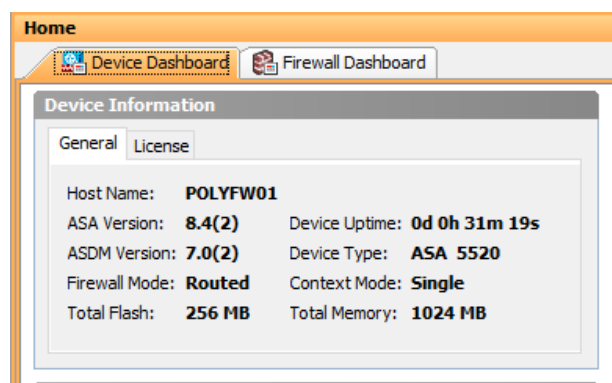 Home
Device Dashboard Firewall Dashboard
Device Information
General License
Host Name: POLYFW01
ASA Version: 8.4(2) Device Uptime: 0d 0h 31m 19s
ASDM Version: 7.0(2) Device Type: ASA 5520
Firewall Mode: Routed Context Mode: Single
Total Flash: 256 MB Total Memory: 1024 MB